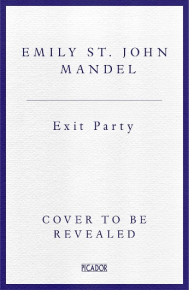 EMILY ST. JOHN
MANDEL
Exit Party
COVER TO BE
REVEALED
PICADOR